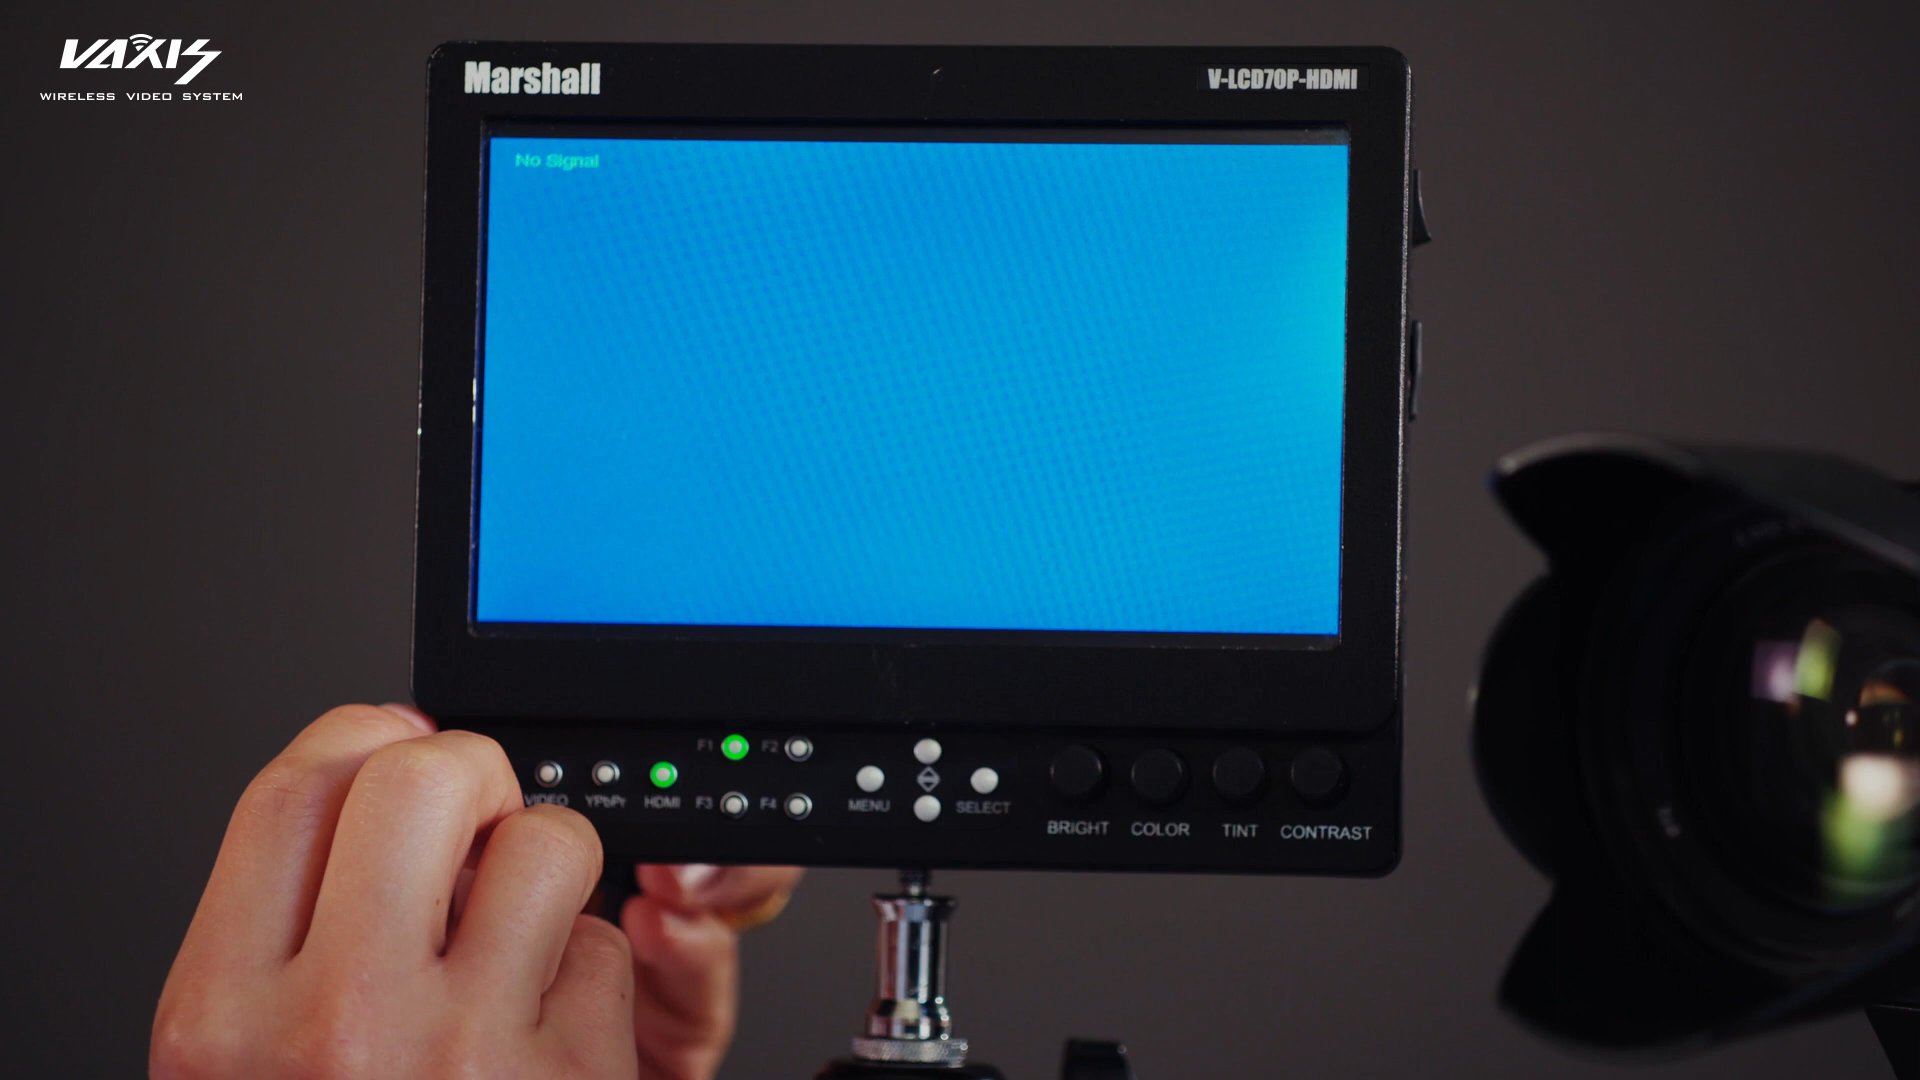 VAXIS
WIRELESS VIDEO SYSTEM
Marshall
V-LCD70P-HDMI
No Signal
F1 F2
VIDEO YPbPr HDMI F3 F4 MENU SELECT
BRIGHT COLOR TINT CONTRAST